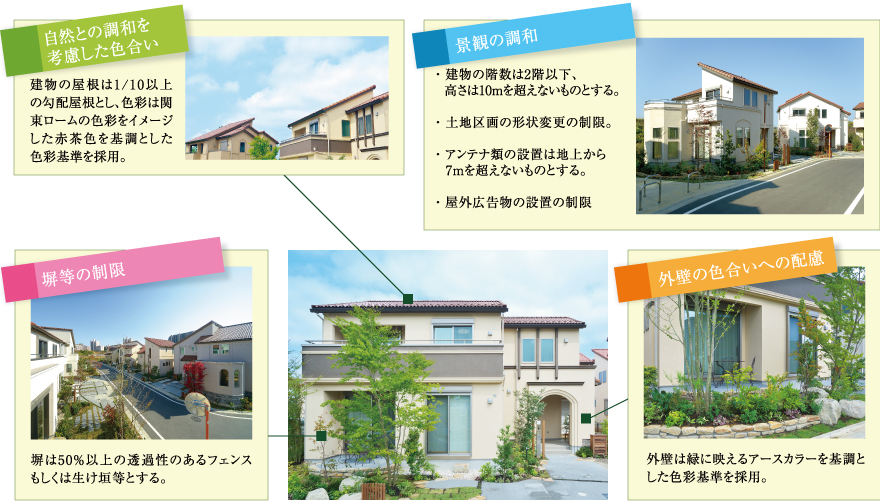 自然との調和を
考慮した色合い
建物の屋根は1/10以上
の勾配屋根とし、色彩は関
東ロームの色彩をイメージ
した赤茶色を基調とした
色彩基準を採用。
景観の調和
・建物の階数は2階以下、
高さは10mを超えないものとする。
・土地区画の形状変更の制限。
・アンテナ類の設置は地上から
7mを超えないものとする。
・屋外広告物の設置の制限
塀等の制限
塀は50%以上の透過性のあるフェンス
もしくは生け垣等とする。
外壁の色合いへの配慮
外壁は緑に映えるアースカラーを基調と
した色彩基準を採用。